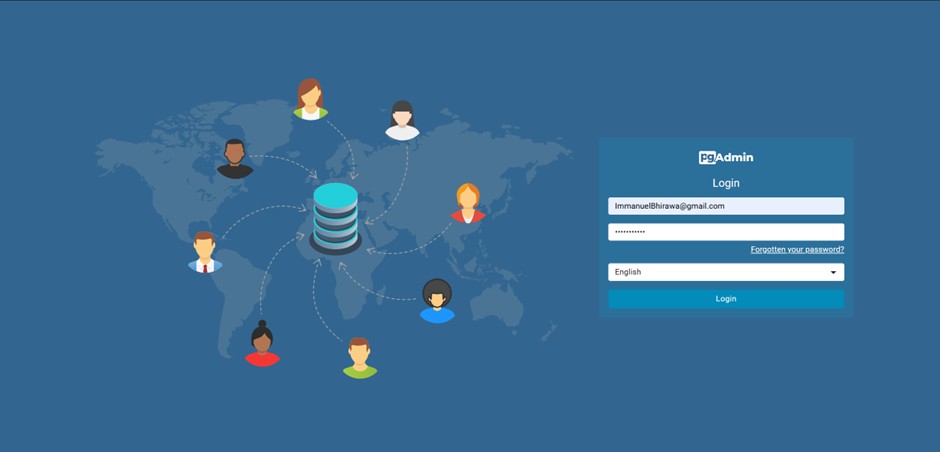 pgAdmin
Login
ImmanuelBhirawa@gmail.com
•••••••••••
Forgotten your password?
English
Login